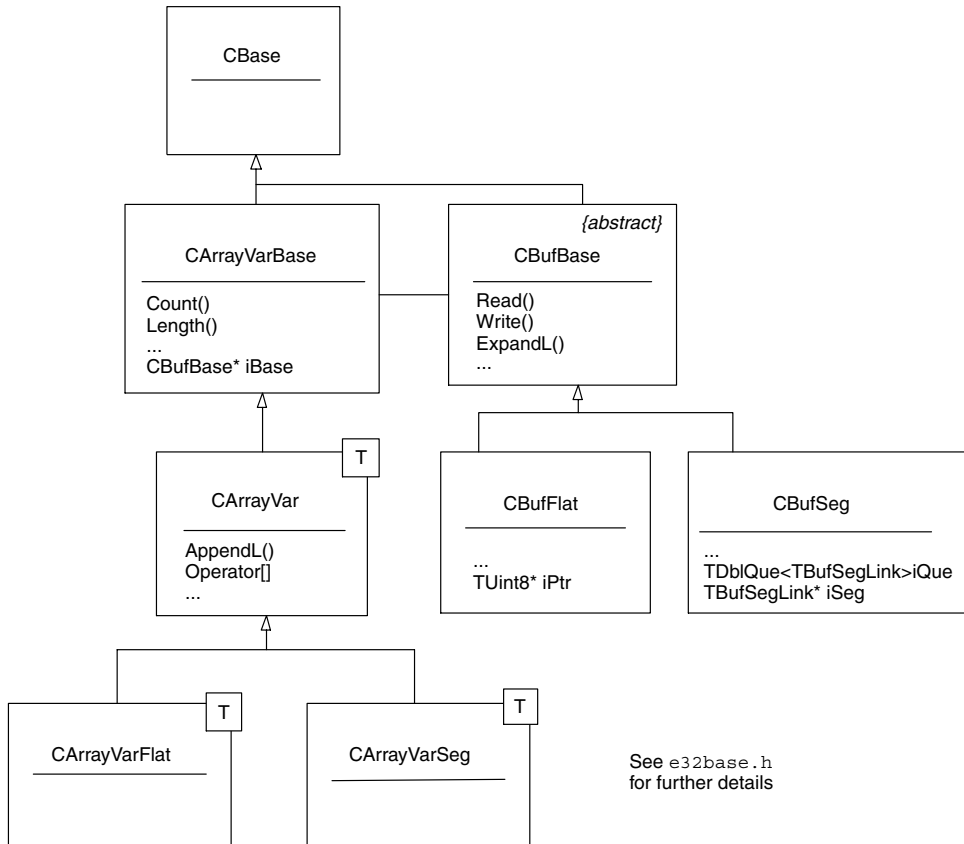 CBase
{abstract}
CArrayVarBase
Count()
Length()
...
CBufBase* iBase
CBufBase
Read()
Write()
ExpandL()
...
T
CArrayVar
AppendL()
Operator[]
...
CBufFlat
...
TUint8* iPtr
CBufSeg
...
TDblQue<TBufSegLink>iQue
TBufSegLink* iSeg
T
CArrayVarFlat
T
CArrayVarSeg
See e32base.h
for further details